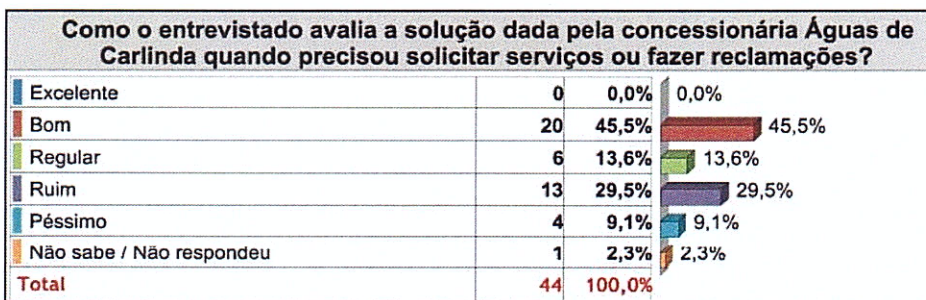 Como o entrevistado avalia a solução dada pela concessionária Águas de
Carlinda quando precisou solicitar serviços ou fazer reclamações?
Excelente 0 0,0% 0,0%
Bom 20 45,5% 45,5%
Regular 6 13,6% 13,6%
Ruim 13 29,5% 29,5%
Péssimo 4 9,1% 9,1%
Não sabe / Não respondeu 1 2,3% 2,3%
Total 44 100,0%